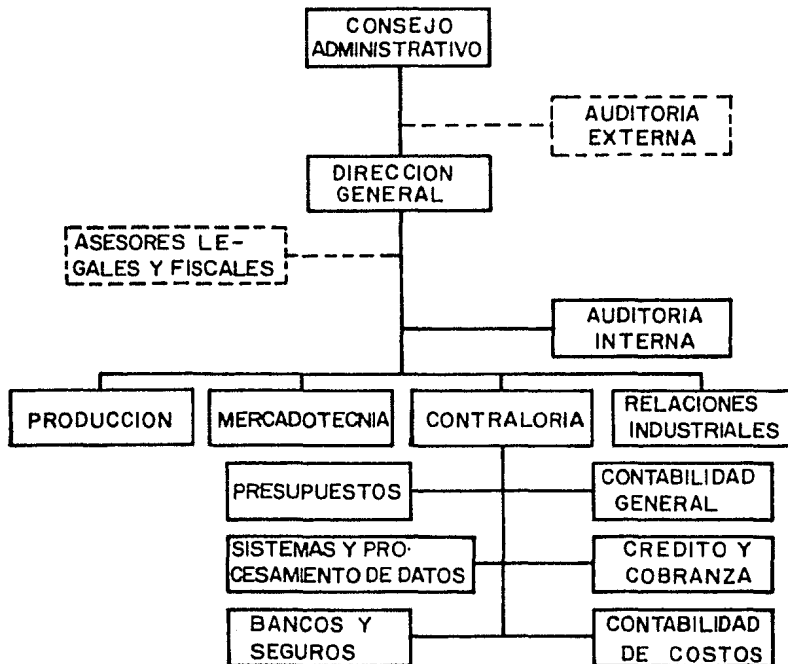 CONSEJO
ADMINISTRATIVO
AUDITORIA
EXTERNA
DIRECCION
GENERAL
ASESORES LE-
GALES Y FISCALES
AUDITORIA
INTERNA
PRODUCCION
MERCADOTECNIA
CONTRALORIA
RELACIONES
INDUSTRIALES
PRESUPUESTOS
CONTABILIDAD
GENERAL
SISTEMAS Y PRO-
CESAMIENTO DE DATOS
CREDITO Y
COBRANZA
BANCOS Y
SEGUROS
CONTABILIDAD
DE COSTOS